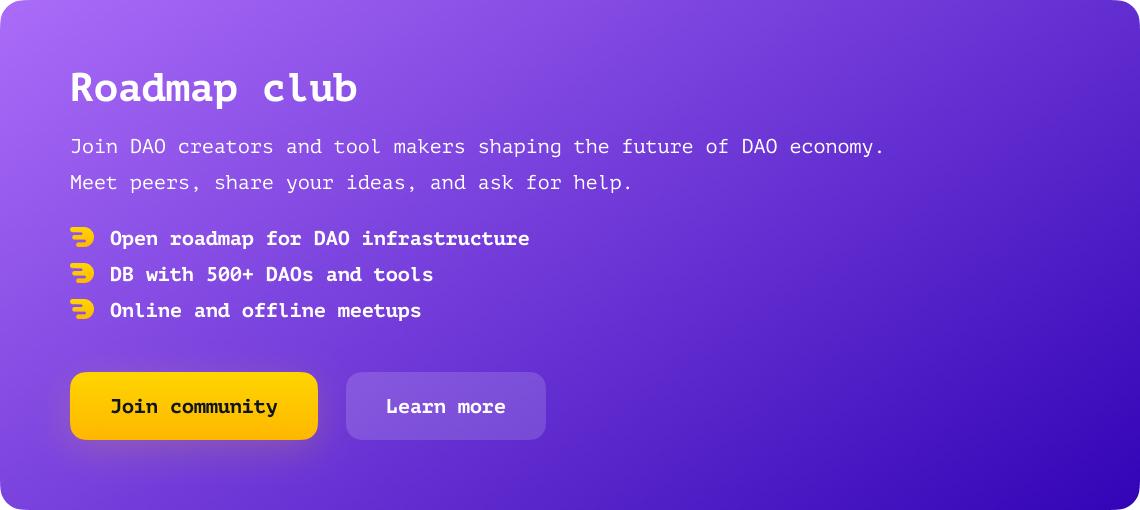 Roadmap club
Join DAO creators and tool makers shaping the future of DAO economy.
Meet peers, share your ideas, and ask for help.
Open roadmap for DAO infrastructure
DB with 500+ DAOs and tools
Online and offline meetups
Join community
Learn more